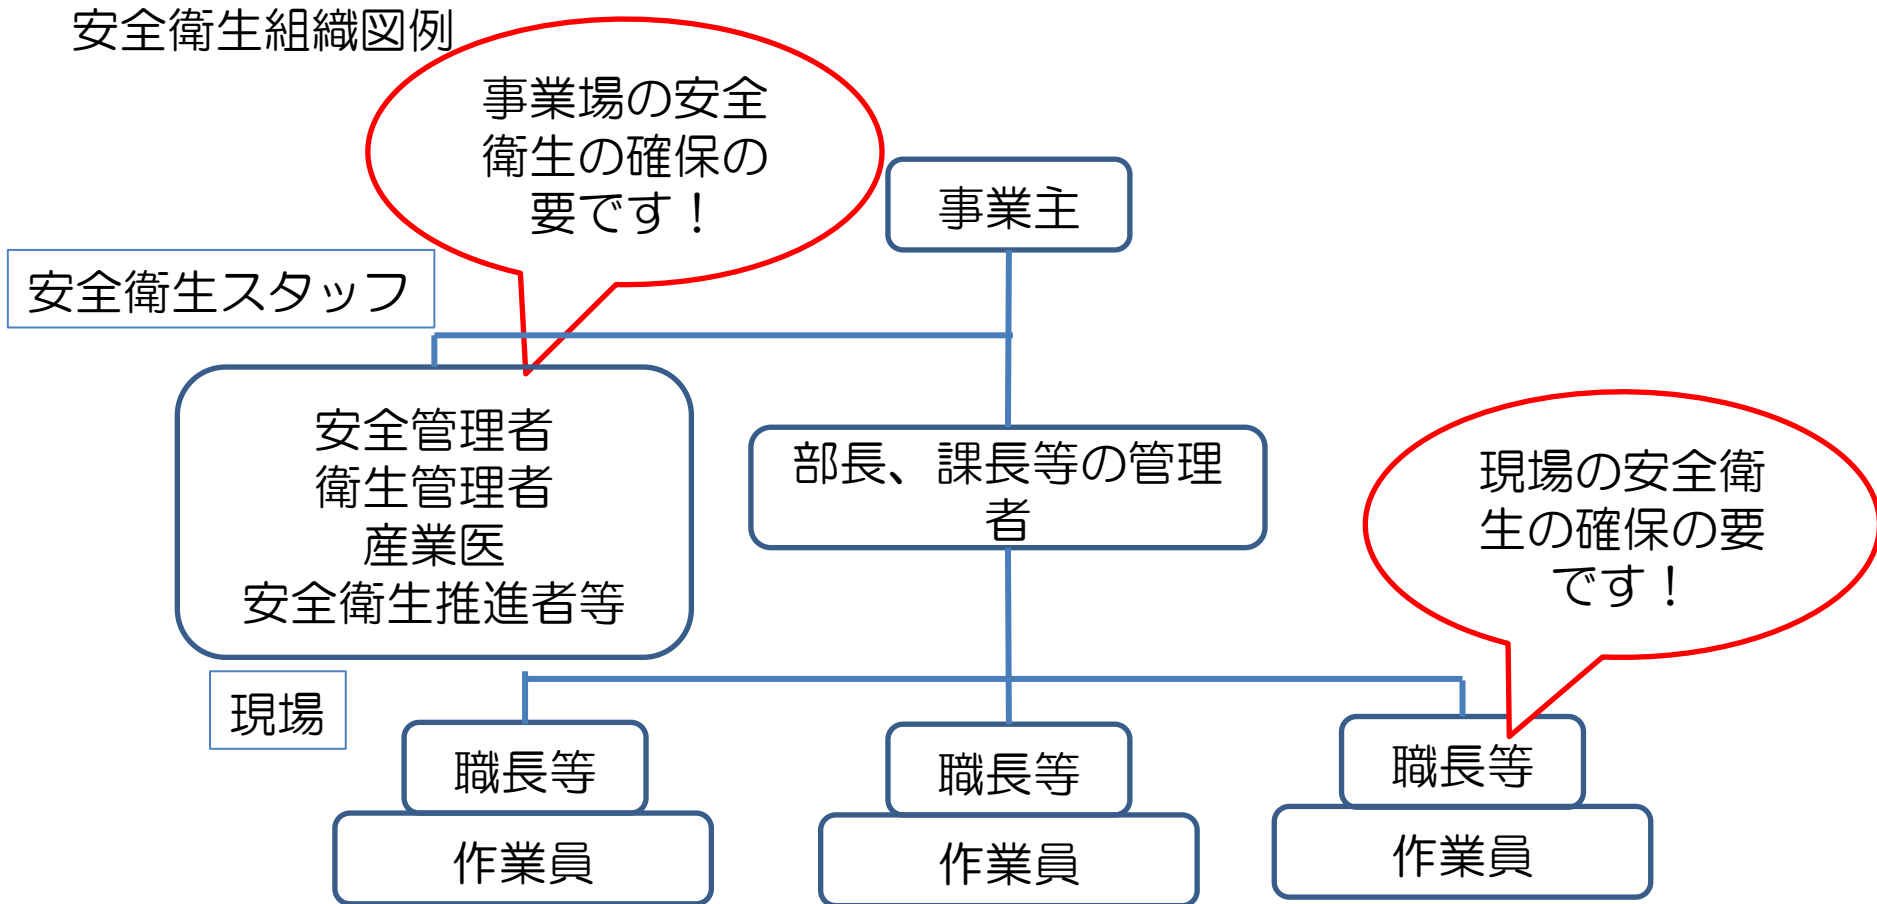 安全衛生組織図例
事業場の安全
衛生の確保の
要です！
事業主
安全衛生スタッフ
安全管理者
衛生管理者
産業医
安全衛生推進者等
部長、課長等の管理
者
現場の安全衛
生の確保の要
です！
現場
職長等
職長等
職長等
作業員
作業員
作業員